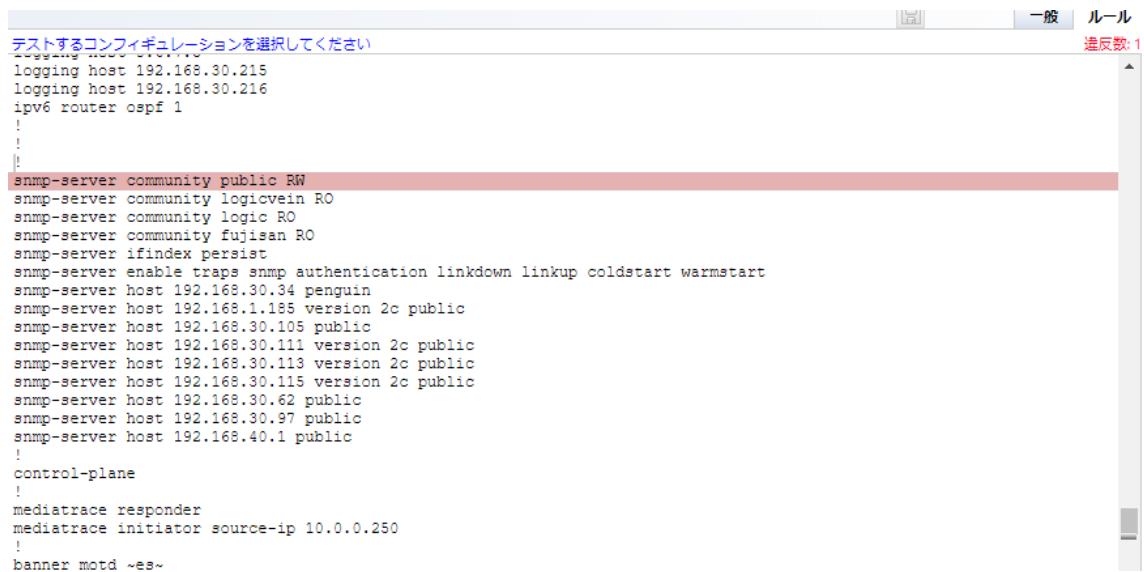 一般 ルール
テストするコンフィギュレーションを選択してください 違反数: 1
logging host 192.168.30.215
logging host 192.168.30.216
ipv6 router ospf 1
!
!
!
snmp-server community public RW
snmp-server community logicvein RO
snmp-server community logic RO
snmp-server community fujisan RO
snmp-server ifindex persist
snmp-server enable traps snmp authentication linkdown linkup coldstart warmstart
snmp-server host 192.168.30.34 penguin
snmp-server host 192.168.1.185 version 2c public
snmp-server host 192.168.30.105 public
snmp-server host 192.168.30.111 version 2c public
snmp-server host 192.168.30.113 version 2c public
snmp-server host 192.168.30.115 version 2c public
snmp-server host 192.168.30.62 public
snmp-server host 192.168.30.97 public
snmp-server host 192.168.40.1 public
!
control-plane
!
mediatrace responder
mediatrace initiator source-ip 10.0.0.250
!
banner motd ~es~